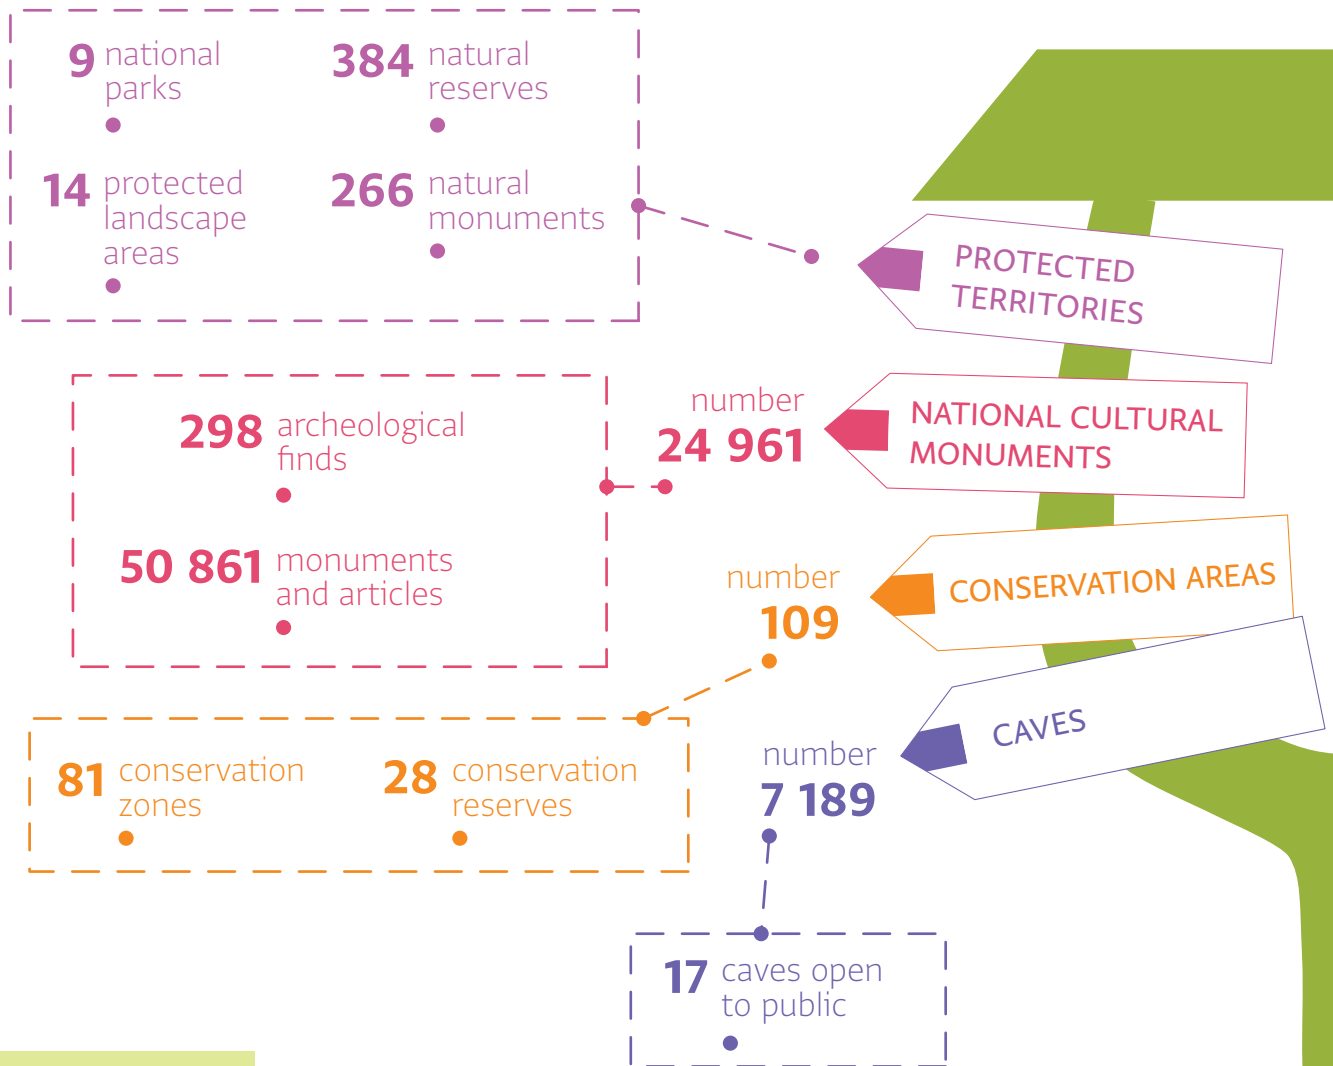 9 national
parks
384 natural
reserves
14 protected
landscape
areas
266 natural
monuments
PROTECTED
TERRITORIES
298 archeological
finds
50 861 monuments
and articles
number
24 961
NATIONAL CULTURAL
MONUMENTS
number
109
CONSERVATION AREAS
81 conservation
zones
28 conservation
reserves
number
7 189
CAVES
17 caves open
to public